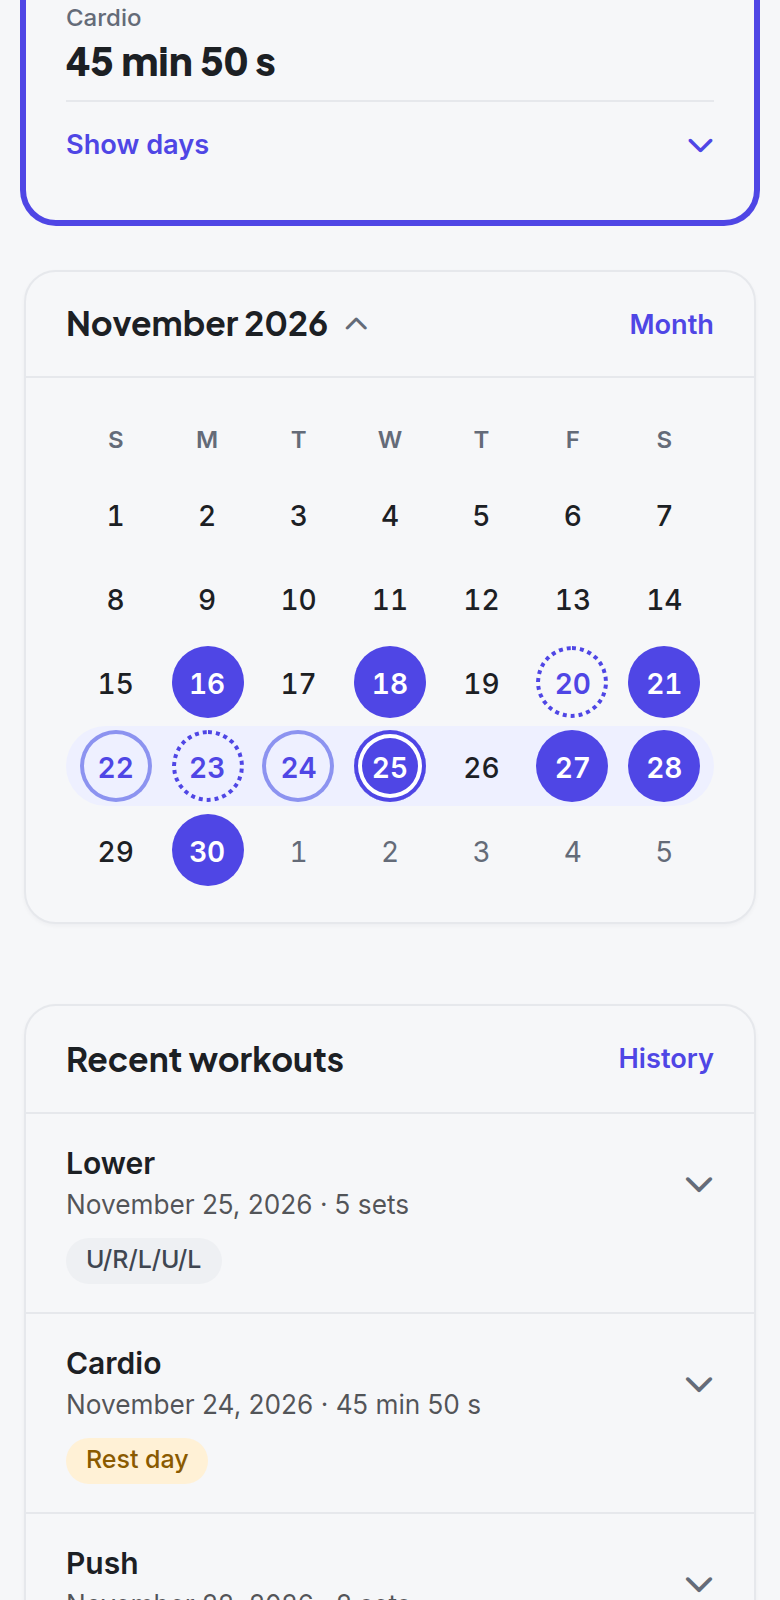 Cardio
45 min 50 s
Show days
November 2026
Month
S M T W T F S
1 2 3 4 5 6 7
8 9 10 11 12 13 14
15 16 17 18 19 20 21
22 23 24 25 26 27 28
29 30 1 2 3 4 5
Recent workouts
History
Lower
November 25, 2026 · 5 sets
U/R/L/U/L
Cardio
November 24, 2026 · 45 min 50 s
Rest day
Push